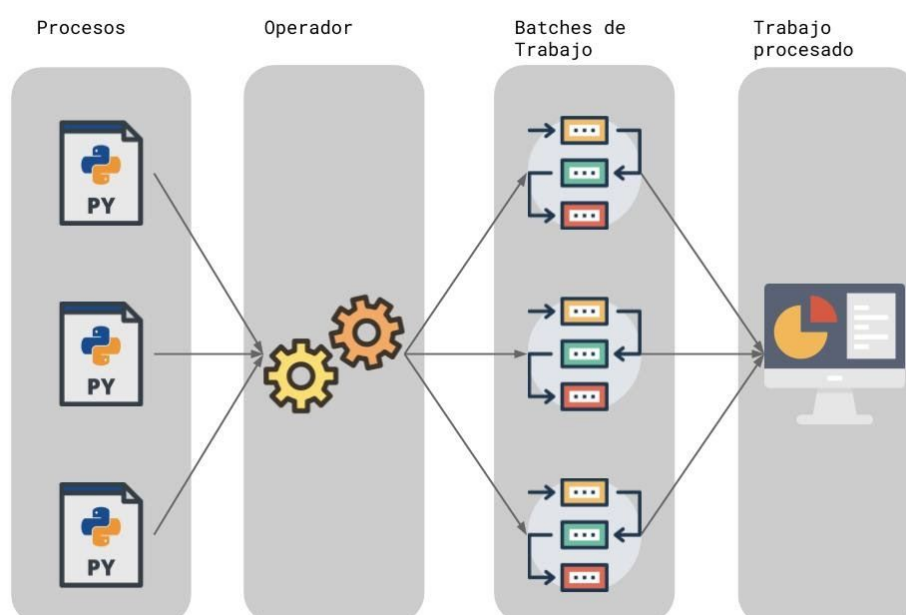 Procesos
Operador
Batches de
Trabajo
Trabajo
procesado
PY
PY
PY